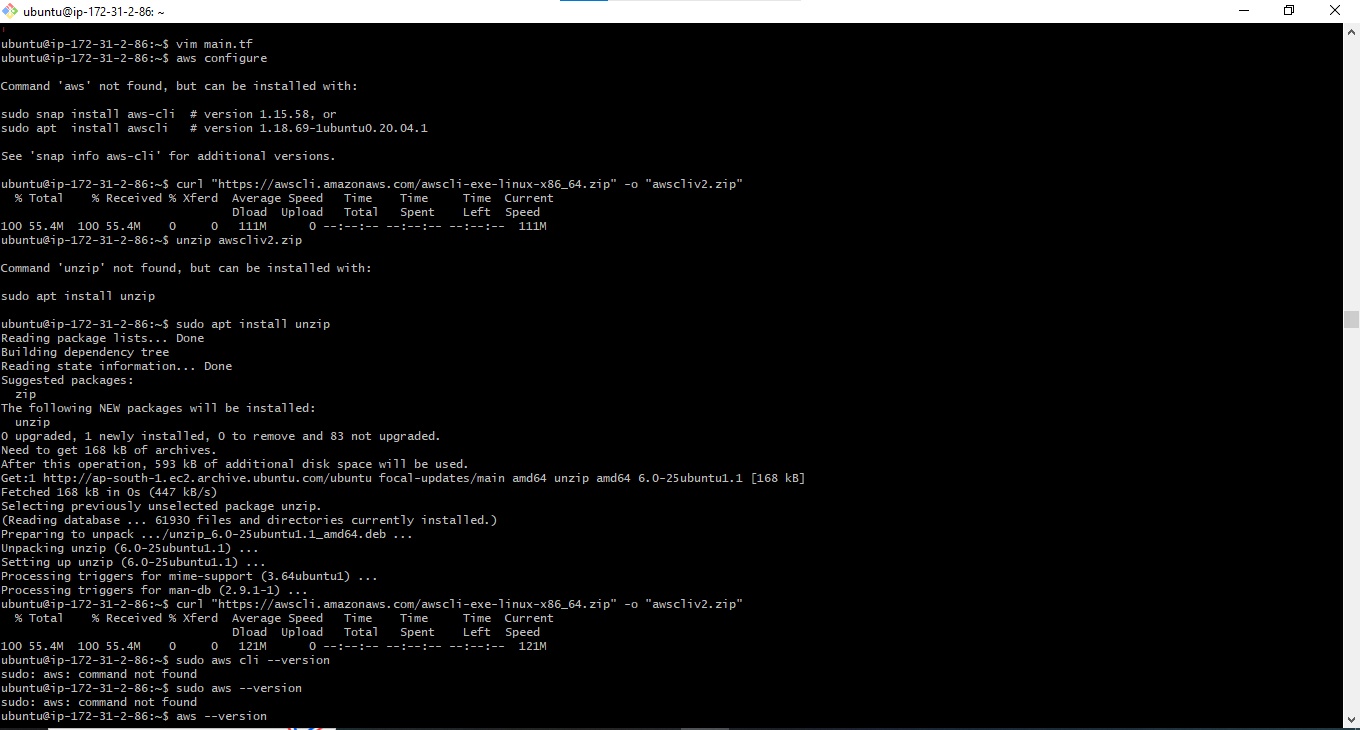 ubuntu@ip-172-31-2-86: ~
ubuntu@ip-172-31-2-86:~$ vim main.tf
ubuntu@ip-172-31-2-86:~$ aws configure
Command 'aws' not found, but can be installed with:
sudo snap install aws-cli  # version 1.15.58, or
sudo apt  install awscli   # version 1.18.69-1ubuntu0.20.04.1
See 'snap info aws-cli' for additional versions.
ubuntu@ip-172-31-2-86:~$ curl "https://awscli.amazonaws.com/awscli-exe-linux-x86_64.zip" -o "awscliv2.zip"
  % Total    % Received % Xferd  Average Speed   Time    Time     Time  Current
                                 Dload  Upload   Total   Spent    Left  Speed
100 55.4M  100 55.4M    0     0   111M      0 --:--:-- --:--:-- --:--:--  111M
ubuntu@ip-172-31-2-86:~$ unzip awscliv2.zip
Command 'unzip' not found, but can be installed with:
sudo apt install unzip
ubuntu@ip-172-31-2-86:~$ sudo apt install unzip
Reading package lists... Done
Building dependency tree
Reading state information... Done
Suggested packages:
  zip
The following NEW packages will be installed:
  unzip
0 upgraded, 1 newly installed, 0 to remove and 83 not upgraded.
Need to get 168 kB of archives.
After this operation, 593 kB of additional disk space will be used.
Get:1 http://ap-south-1.ec2.archive.ubuntu.com/ubuntu focal-updates/main amd64 unzip amd64 6.0-25ubuntu1.1 [168 kB]
Fetched 168 kB in 0s (447 kB/s)
Selecting previously unselected package unzip.
(Reading database ... 61930 files and directories currently installed.)
Preparing to unpack .../unzip_6.0-25ubuntu1.1_amd64.deb ...
Unpacking unzip (6.0-25ubuntu1.1) ...
Setting up unzip (6.0-25ubuntu1.1) ...
Processing triggers for mime-support (3.64ubuntu1) ...
Processing triggers for man-db (2.9.1-1) ...
ubuntu@ip-172-31-2-86:~$ curl "https://awscli.amazonaws.com/awscli-exe-linux-x86_64.zip" -o "awscliv2.zip"
  % Total    % Received % Xferd  Average Speed   Time    Time     Time  Current
                                 Dload  Upload   Total   Spent    Left  Speed
100 55.4M  100 55.4M    0     0   121M      0 --:--:-- --:--:-- --:--:--  121M
ubuntu@ip-172-31-2-86:~$ sudo aws cli --version
sudo: aws: command not found
ubuntu@ip-172-31-2-86:~$ sudo aws --version
sudo: aws: command not found
ubuntu@ip-172-31-2-86:~$ aws --version